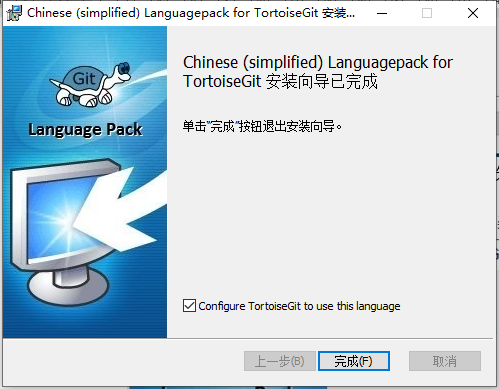 Chinese (simplified) Languagepack for TortoiseGit 安装...
Git
Language Pack
Chinese (simplified) Languagepack for
TortoiseGit 安装向导已完成
单击"完成"按钮退出安装向导。
Configure TortoiseGit to use this language
上一步(B)
完成(F)
取消